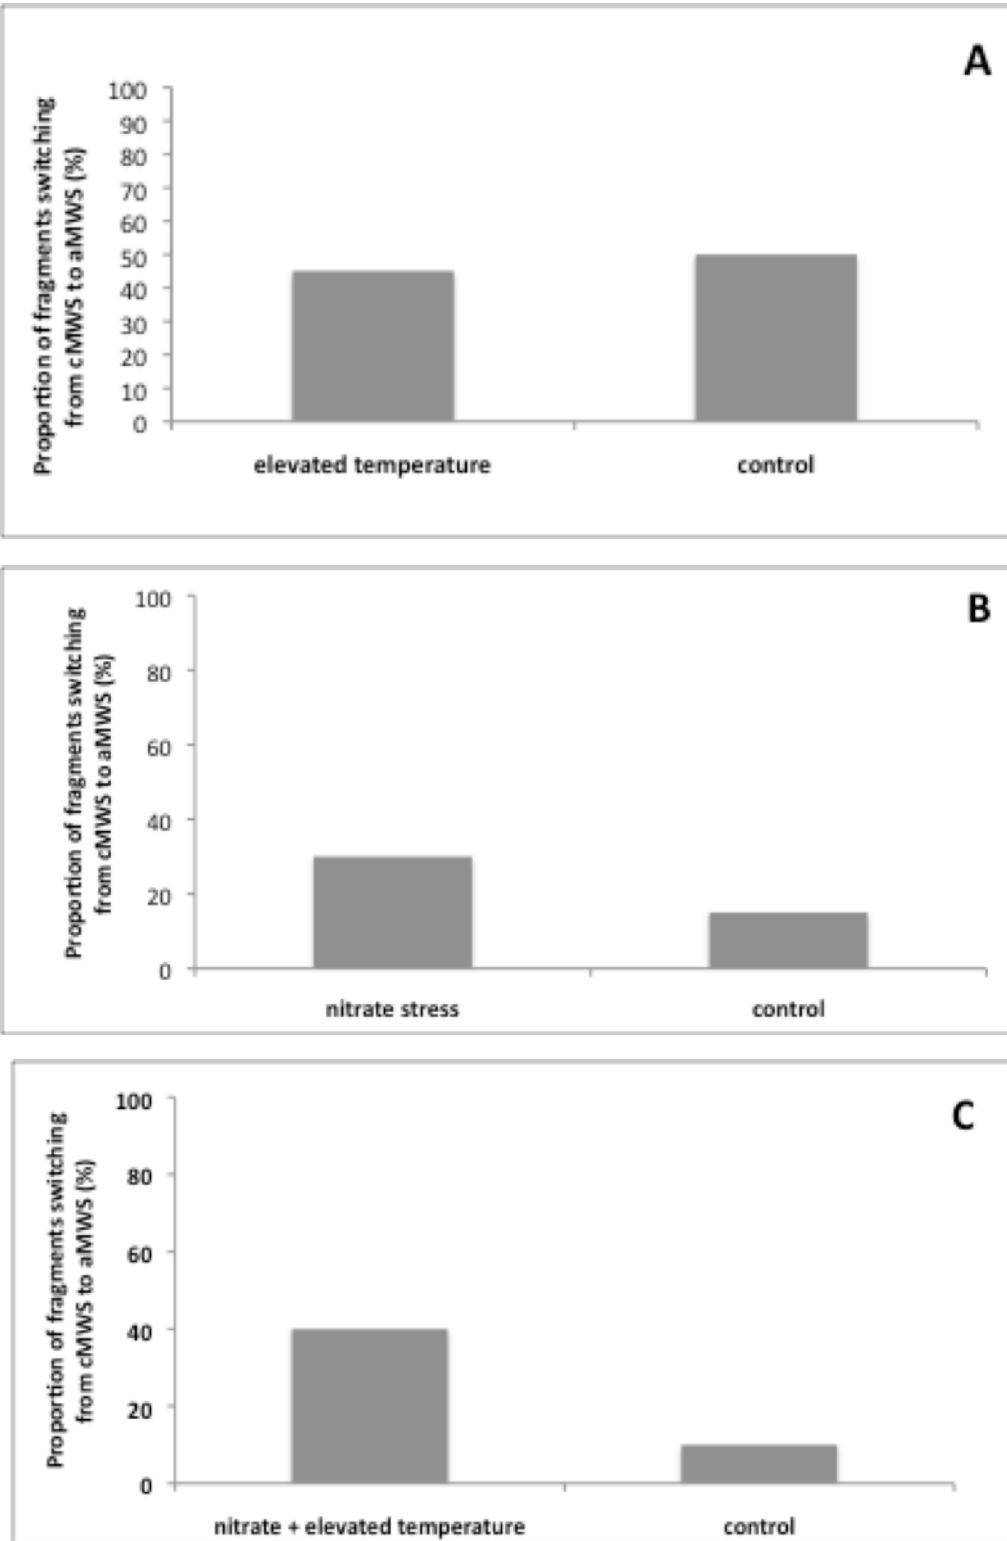 A
Proportion of fragments switching
from cMWS to aMWS (%)
100
90
80
70
60
50
40
30
20
10
0
elevated temperature control
B
Proportion of fragments switching
from cMWS to aMWS (%)
100
80
60
40
20
0
nitrate stress control
C
Proportion of fragments switching
from cMWS to aMWS (%)
100
80
60
40
20
0
nitrate + elevated temperature control